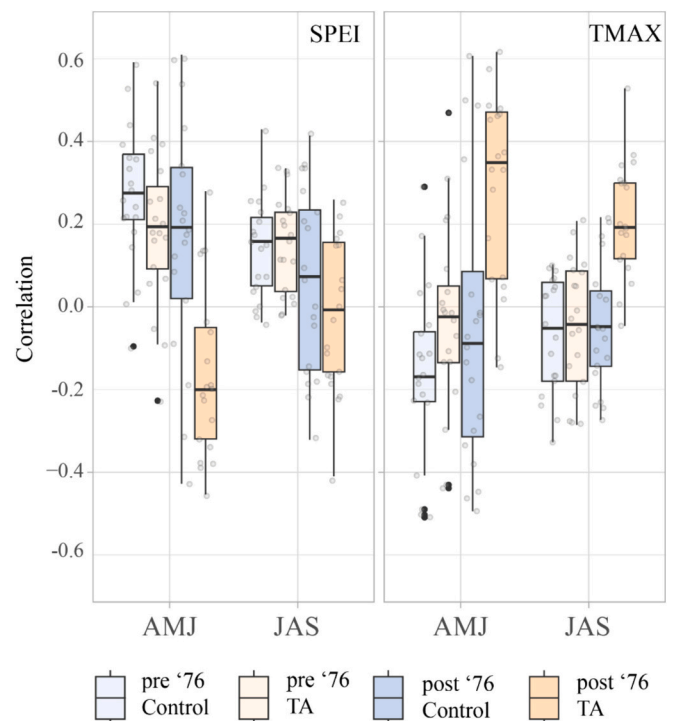 SPEI
TMAX
0.6
0.4
0.2
0.0
-0.2
-0.4
-0.6
Correlation
AMJ
JAS
AMJ
JAS
pre ‘76
Control
pre ‘76
TA
post ‘76
Control
post ‘76
TA